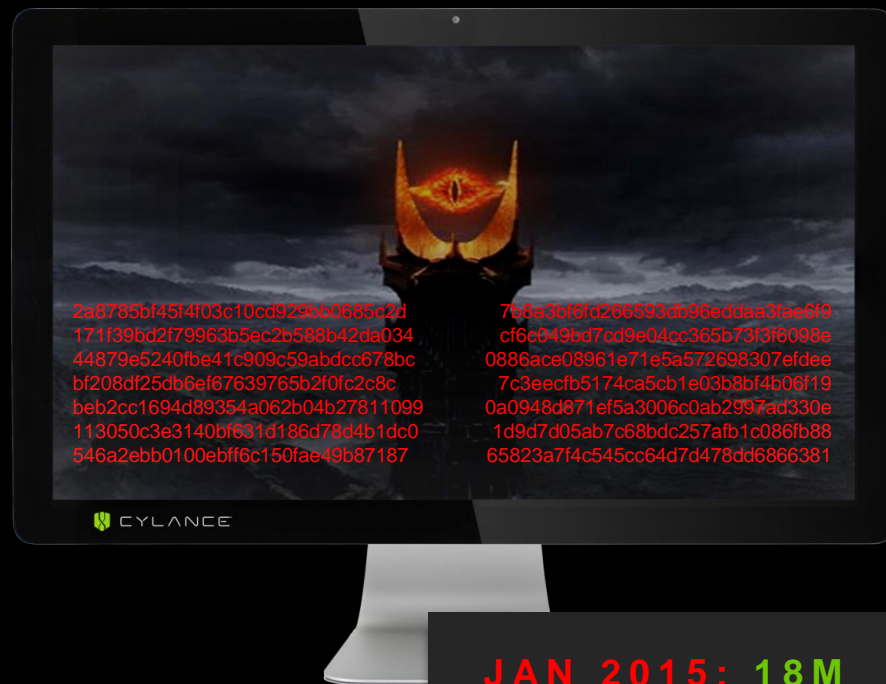 2a8785bf45f4f03c10cd929bb0685c2d
171f39bd2f79963b5ec2b588b42da034
44879e5240fbe41c909c59abdcc678bc
bf208df25db6ef67639765b2f0fc2c8c
beb2cc1694d89354a062b04b27811099
113050c3e3140bf631d186d78d4b1dc0
546a2ebb0100ebff6c150fae49b87187
7b8a3bf6fd266593db96eddaa3fae6f9
cf6c049bd7cd9e04cc365b73f3f6098e
0886ace08961e71e5a572698307efdee
7c3eecfb5174ca5cb1e03b8bf4b06f19
0a0948d871ef5a3006c0ab2997ad330e
1d9d7d05ab7c68bdc257afb1c086fb88
65823a7f4c545cc64d7d478dd6866381
CYLANCE
JAN 2015: 18M